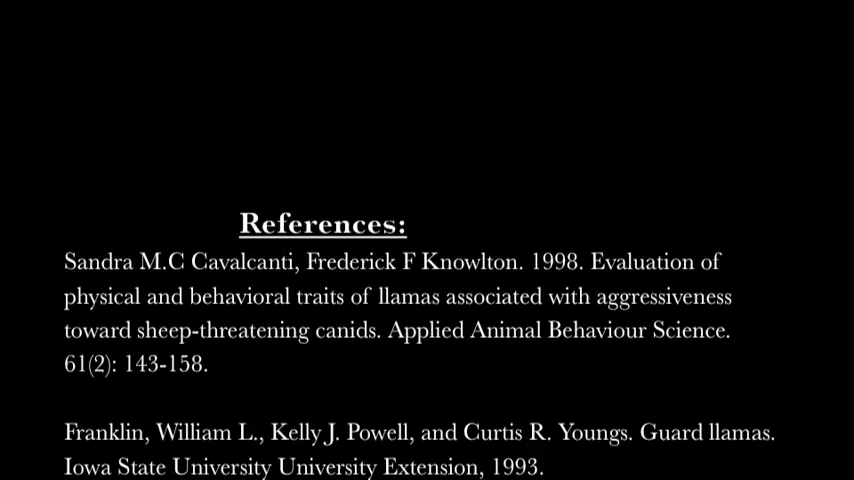 References:
Sandra M.C Cavalcanti, Frederick F Knowlton. 1998. Evaluation of
physical and behavioral traits of llamas associated with aggressiveness
toward sheep-threatening canids. Applied Animal Behaviour Science.
61(2): 143-158.
Franklin, William L., Kelly J. Powell, and Curtis R. Youngs. Guard llamas.
Iowa State University University Extension, 1993.